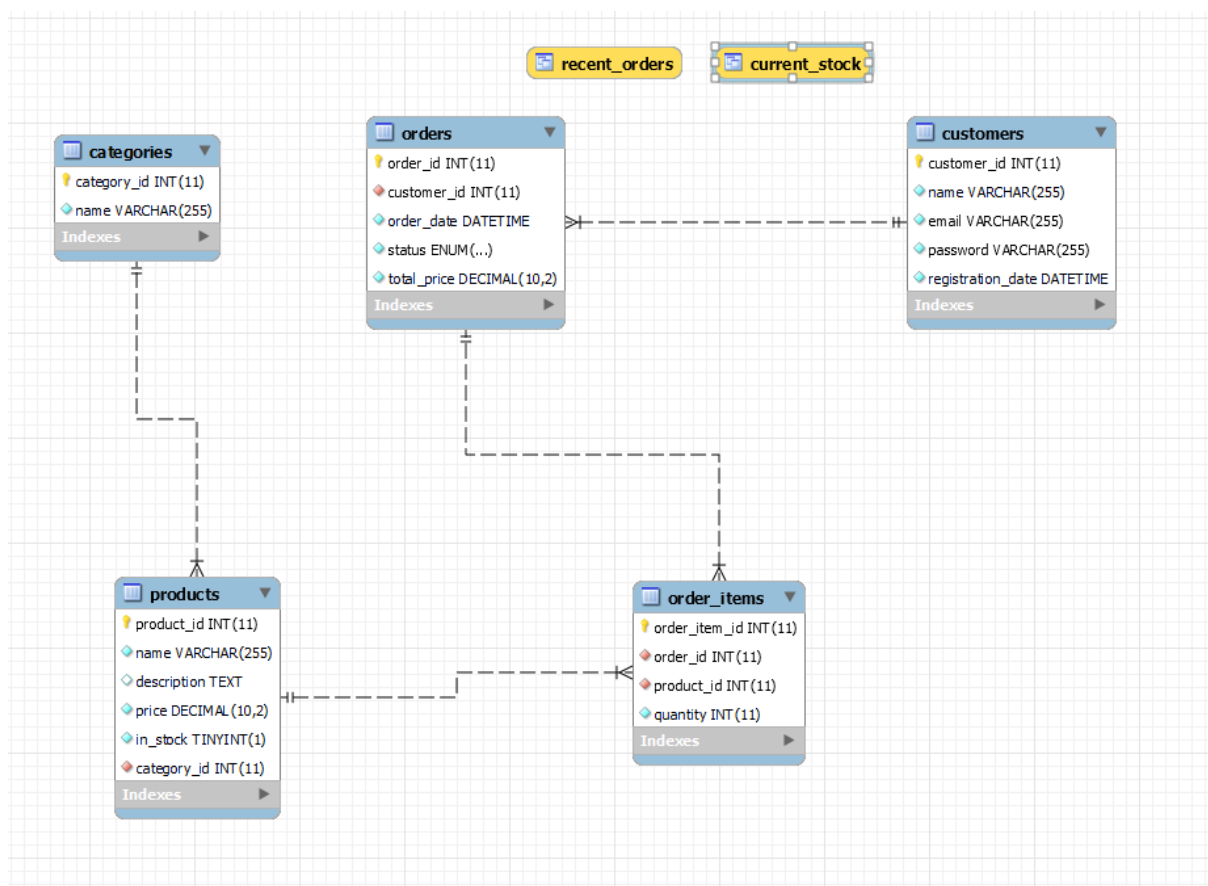 recent_orders
current_stock
categories
category_id INT(11)
name VARCHAR(255)
Indexes
orders
order_id INT(11)
customer_id INT(11)
order_date DATETIME
status ENUM(...)
total_price DECIMAL(10,2)
Indexes
customers
customer_id INT(11)
name VARCHAR(255)
email VARCHAR(255)
password VARCHAR(255)
registration_date DATETIME
Indexes
products
product_id INT(11)
name VARCHAR(255)
description TEXT
price DECIMAL(10,2)
in_stock TINYINT(1)
category_id INT(11)
Indexes
order_items
order_item_id INT(11)
order_id INT(11)
product_id INT(11)
quantity INT(11)
Indexes